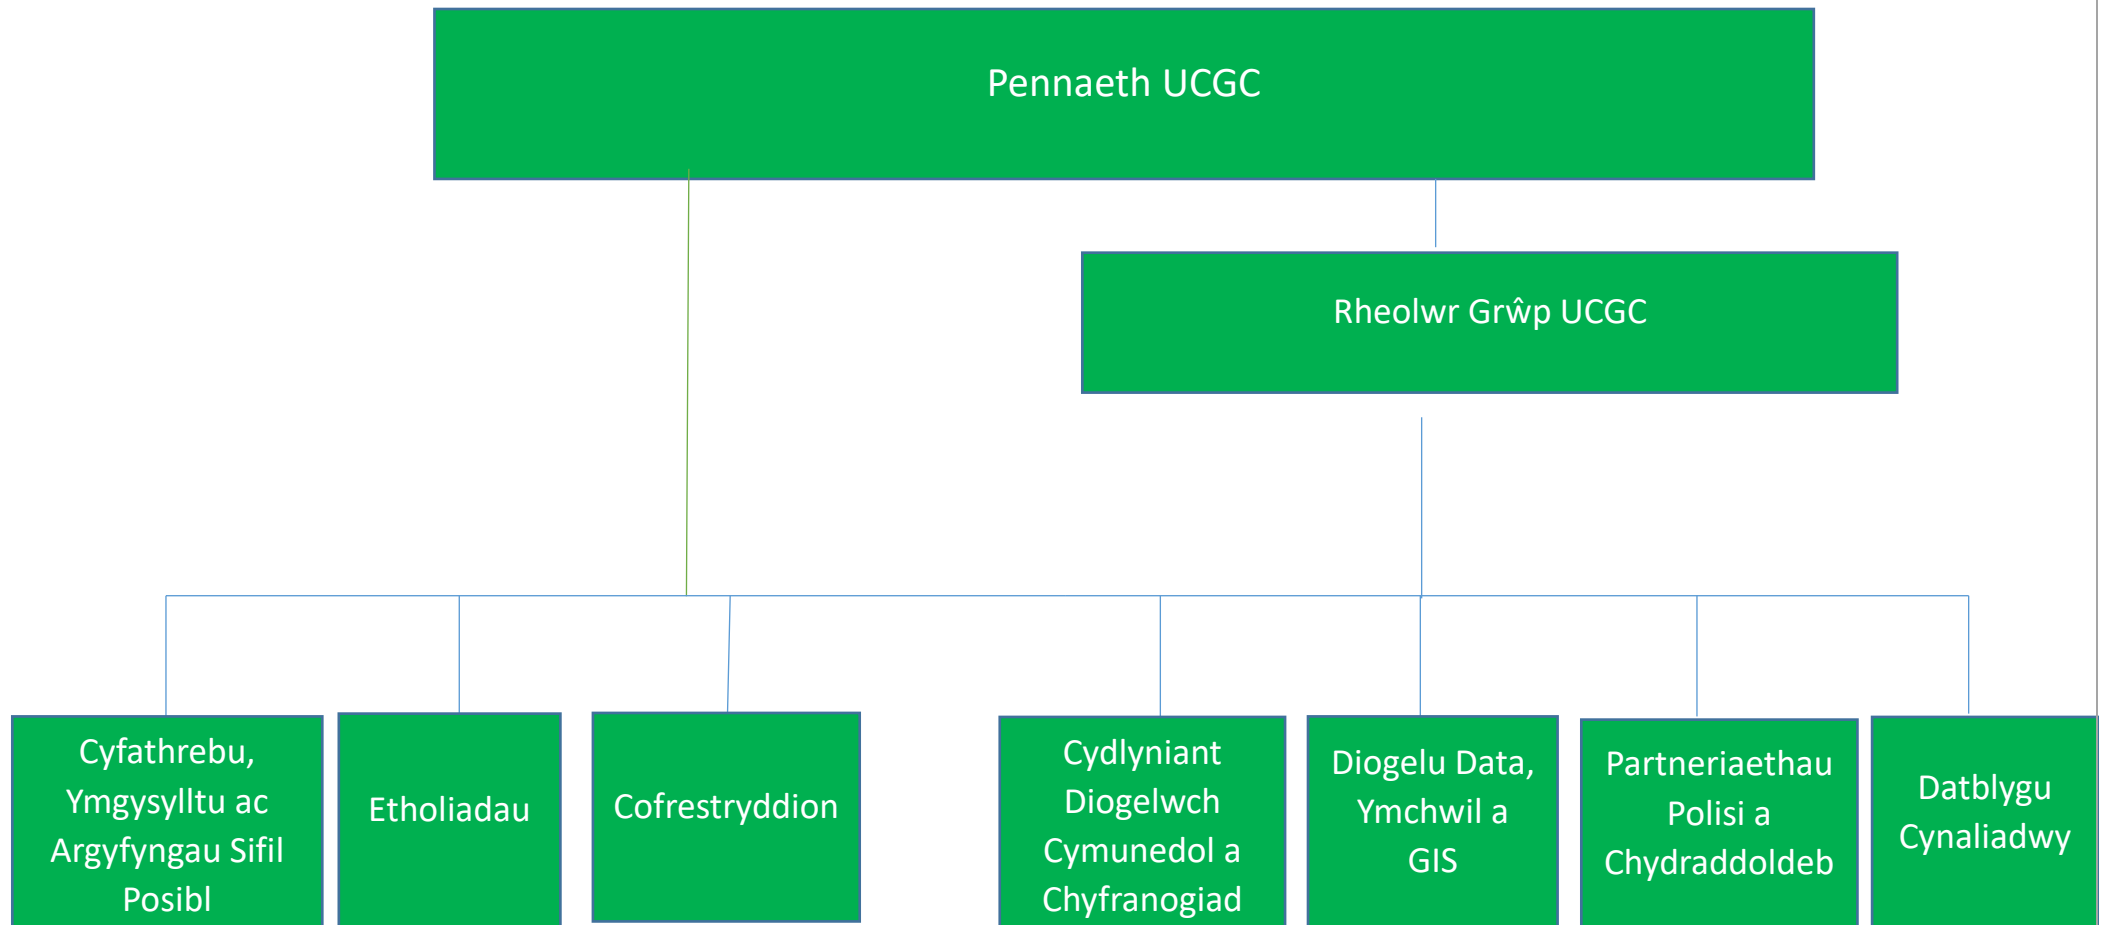 Pennaeth UCGC
Rheolwr Grŵp UCGC
Cyfathrebu,
Ymgysylltu ac
Argyfyngau Sifil
Posibl
Etholiadau
Cofrestryddion
Cydlyniant
Diogelwch
Cymunedol a
Chyfranogiad
Diogelu Data,
Ymchwil a
GIS
Partneriaethau
Polisi a
Chydraddoldeb
Datblygu
Cynaliadwy